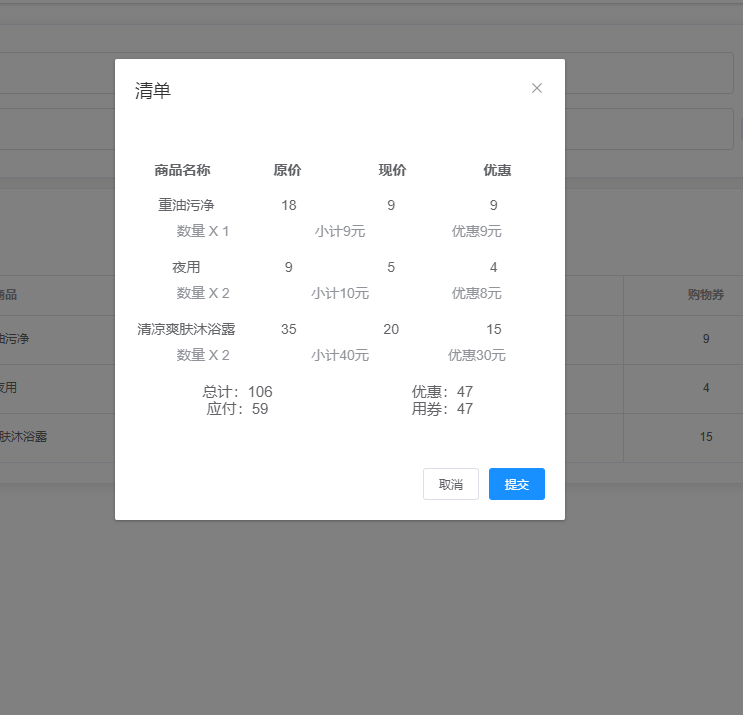 清单
商品名称 原价 现价 优惠
重油污净 18 9 9
数量 X 1 小计9元 优惠9元
夜用 9 5 4
数量 X 2 小计10元 优惠8元
清凉爽肤沐浴露 35 20 15
数量 X 2 小计40元 优惠30元
总计：106 优惠：47
应付：59 用券：47
取消 提交
商品 购物券
油污净 9
夜用 4
肤沐浴露 15